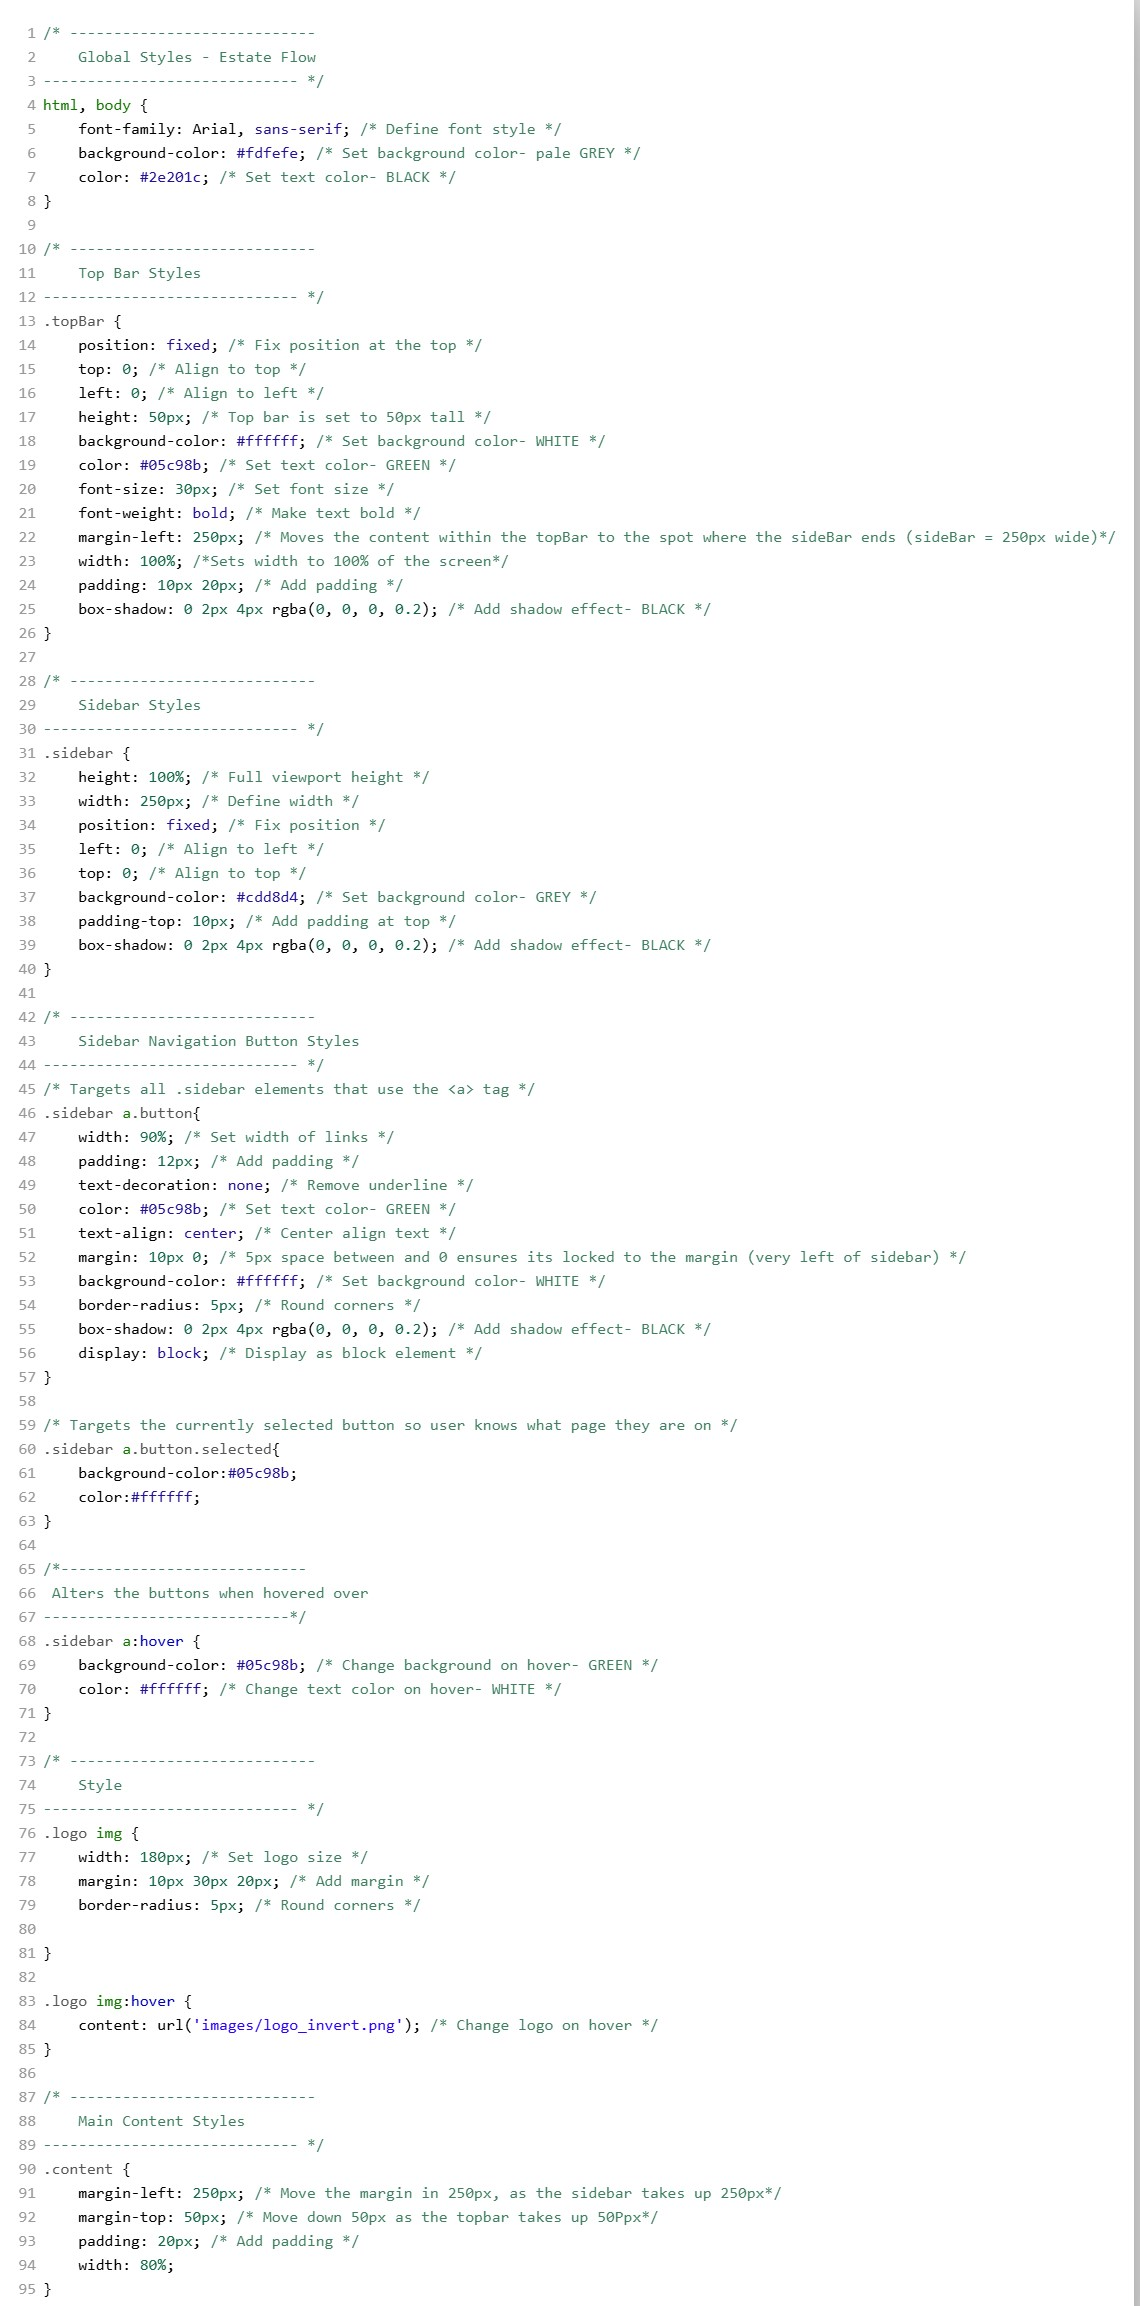 1 /* ----------------------------
2     Global Styles - Estate Flow
3 ----------------------------- */
4 html, body {
5     font-family: Arial, sans-serif; /* Define font style */
6     background-color: #fdfefe; /* Set background color- pale GREY */
7     color: #2e201c; /* Set text color- BLACK */
8 }
9
10 /* ----------------------------
11     Top Bar Styles
12 ----------------------------- */
13 .topBar {
14     position: fixed; /* Fix position at the top */
15     top: 0; /* Align to top */
16     left: 0; /* Align to left */
17     height: 50px; /* Top bar is set to 50px tall */
18     background-color: #ffffff; /* Set background color- WHITE */
19     color: #05c98b; /* Set text color- GREEN */
20     font-size: 30px; /* Set font size */
21     font-weight: bold; /* Make text bold */
22     margin-left: 250px; /* Moves the content within the topBar to the spot where the sideBar ends (sideBar = 250px wide)*/
23     width: 100%; /*Sets width to 100% of the screen*/
24     padding: 10px 20px; /* Add padding */
25     box-shadow: 0 2px 4px rgba(0, 0, 0, 0.2); /* Add shadow effect- BLACK */
26 }
27
28 /* ----------------------------
29     Sidebar Styles
30 ----------------------------- */
31 .sidebar {
32     height: 100%; /* Full viewport height */
33     width: 250px; /* Define width */
34     position: fixed; /* Fix position */
35     left: 0; /* Align to left */
36     top: 0; /* Align to top */
37     background-color: #cdd8d4; /* Set background color- GREY */
38     padding-top: 10px; /* Add padding at top */
39     box-shadow: 0 2px 4px rgba(0, 0, 0, 0.2); /* Add shadow effect- BLACK */
40 }
41
42 /* ----------------------------
43     Sidebar Navigation Button Styles
44 ----------------------------- */
45 /* Targets all .sidebar elements that use the <a> tag */
46 .sidebar a.button{
47     width: 90%; /* Set width of links */
48     padding: 12px; /* Add padding */
49     text-decoration: none; /* Remove underline */
50     color: #05c98b; /* Set text color- GREEN */
51     text-align: center; /* Center align text */
52     margin: 10px 0; /* 5px space between and 0 ensures its locked to the margin (very left of sidebar) */
53     background-color: #ffffff; /* Set background color- WHITE */
54     border-radius: 5px; /* Round corners */
55     box-shadow: 0 2px 4px rgba(0, 0, 0, 0.2); /* Add shadow effect- BLACK */
56     display: block; /* Display as block element */
57 }
58
59 /* Targets the currently selected button so user knows what page they are on */
60 .sidebar a.button.selected{
61     background-color:#05c98b;
62     color:#ffffff;
63 }
64
65 /*----------------------------
66  Alters the buttons when hovered over
67 ----------------------------*/
68 .sidebar a:hover {
69     background-color: #05c98b; /* Change background on hover- GREEN */
70     color: #ffffff; /* Change text color on hover- WHITE */
71 }
72
73 /* ----------------------------
74     Style
75 ----------------------------- */
76 .logo img {
77     width: 180px; /* Set logo size */
78     margin: 10px 30px 20px; /* Add margin */
79     border-radius: 5px; /* Round corners */
80
81 }
82
83 .logo img:hover {
84     content: url('images/logo_invert.png'); /* Change logo on hover */
85 }
86
87 /* ----------------------------
88     Main Content Styles
89 ----------------------------- */
90 .content {
91     margin-left: 250px; /* Move the margin in 250px, as the sidebar takes up 250px*/
92     margin-top: 50px; /* Move down 50px as the topbar takes up 50Ppx*/
93     padding: 20px; /* Add padding */
94     width: 80%;
95 }